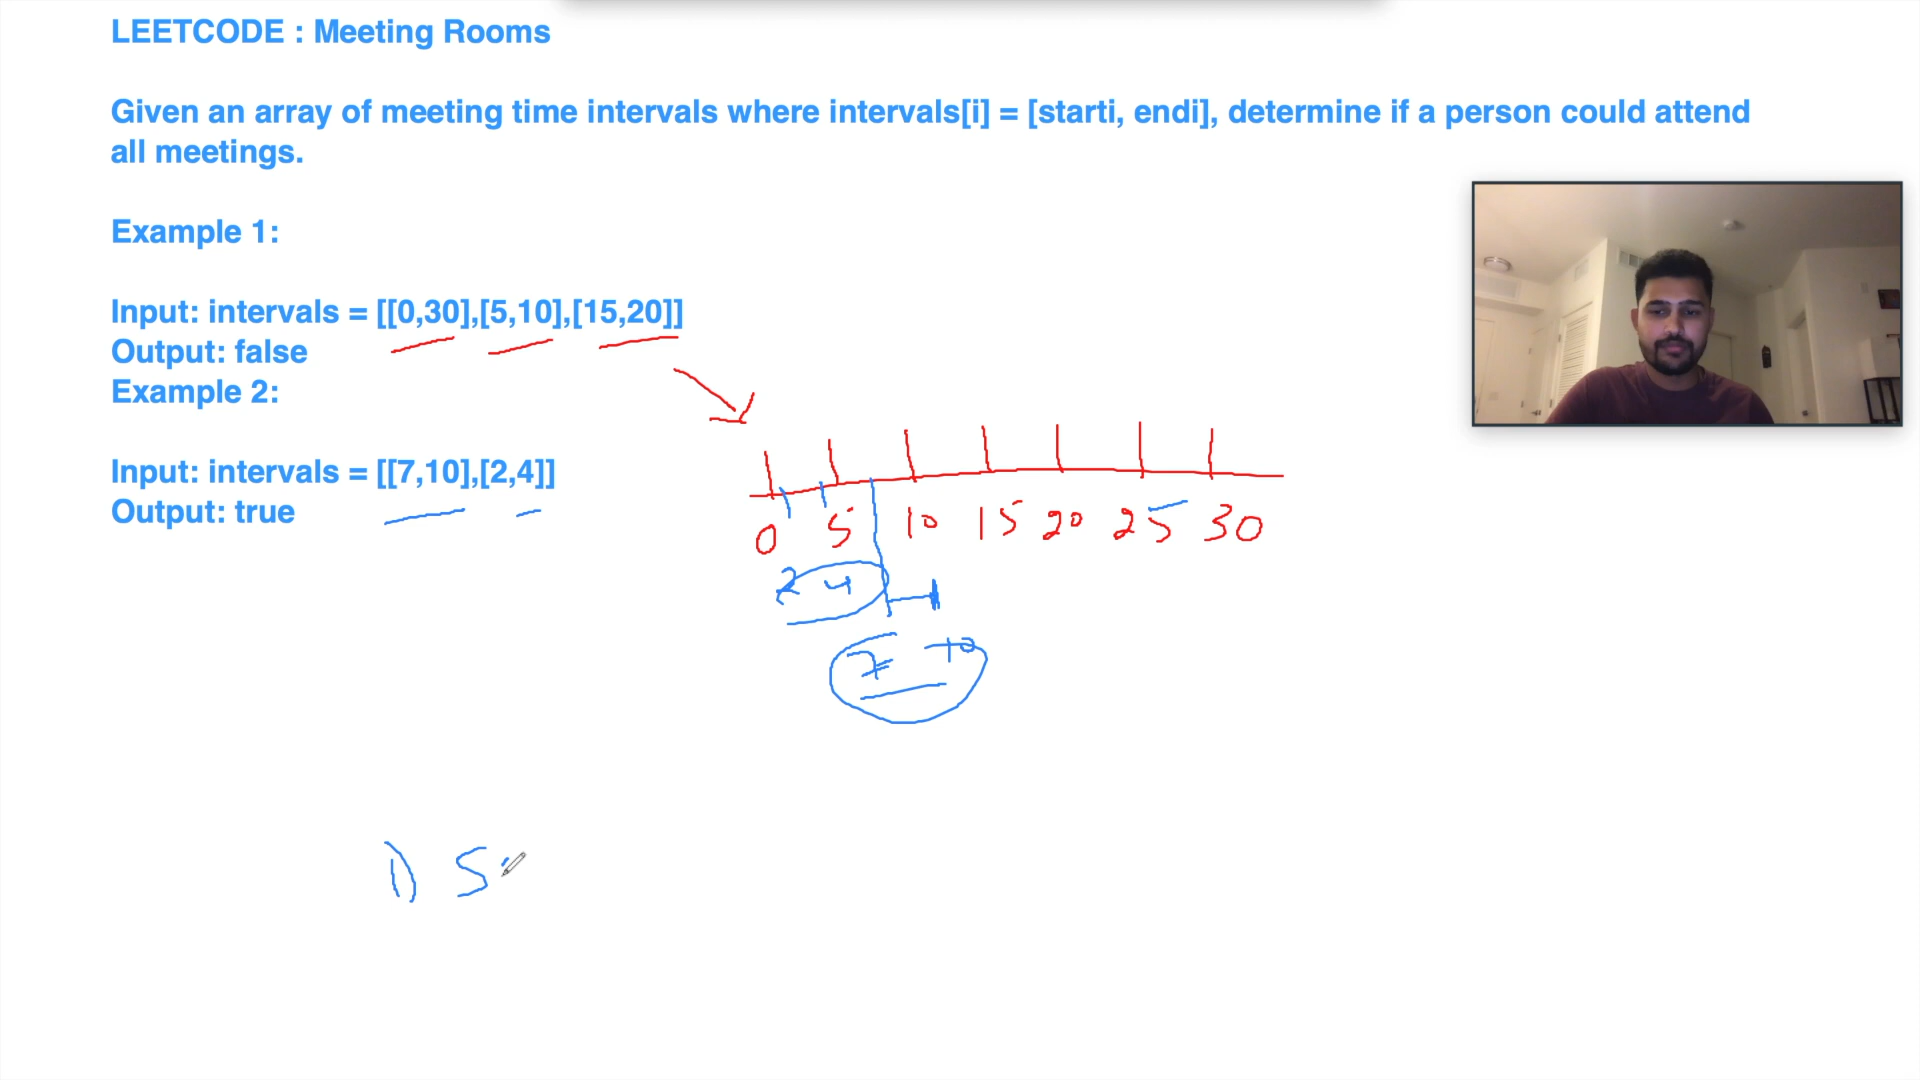 LEETCODE : Meeting Rooms
Given an array of meeting time intervals where intervals[i] = [starti, endi], determine if a person could attend
all meetings.
Example 1:
Input: intervals = [[0,30],[5,10],[15,20]]
Output: false
Example 2:
Input: intervals = [[7,10],[2,4]]
Output: true
0 5 10 15 20 25 30
2 4
7 10
1) S